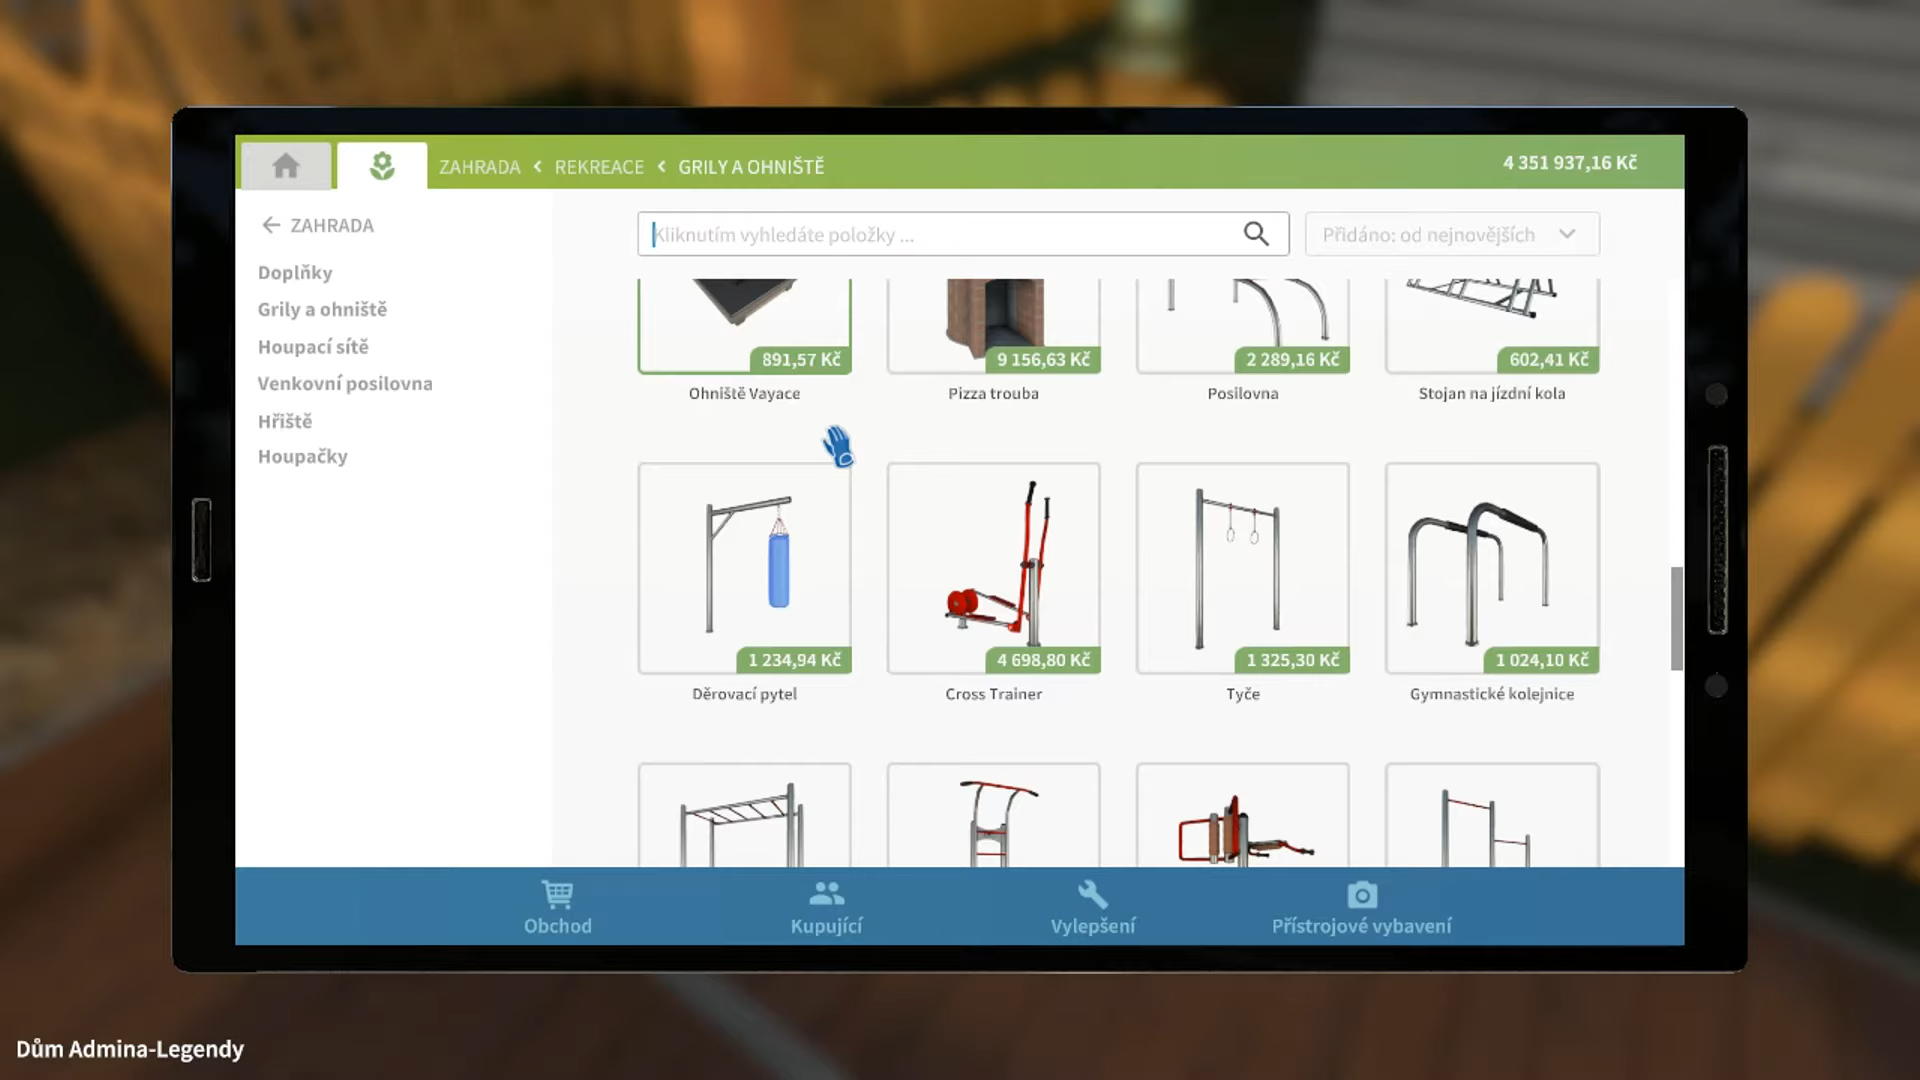 ZAHRADA < REKREACE < GRILY A OHNIŠTĚ
4 351 937,16 Kč
ZAHRADA
Doplňky
Grily a ohniště
Houpací sítě
Venkovní posilovna
Hřiště
Houpačky
Kliknutím vyhledáte položky ...
Přidáno: od nejnovějších
891,57 Kč
9 156,63 Kč
2 289,16 Kč
602,41 Kč
Ohniště Vayace
Pizza trouba
Posilovna
Stojan na jízdní kola
1 234,94 Kč
4 698,80 Kč
1 325,30 Kč
1 024,10 Kč
Děrovací pytel
Cross Trainer
Tyče
Gymnastické kolejnice
Obchod
Kupující
Vylepšení
Přístrojové vybavení
Dům Admina-Legendy